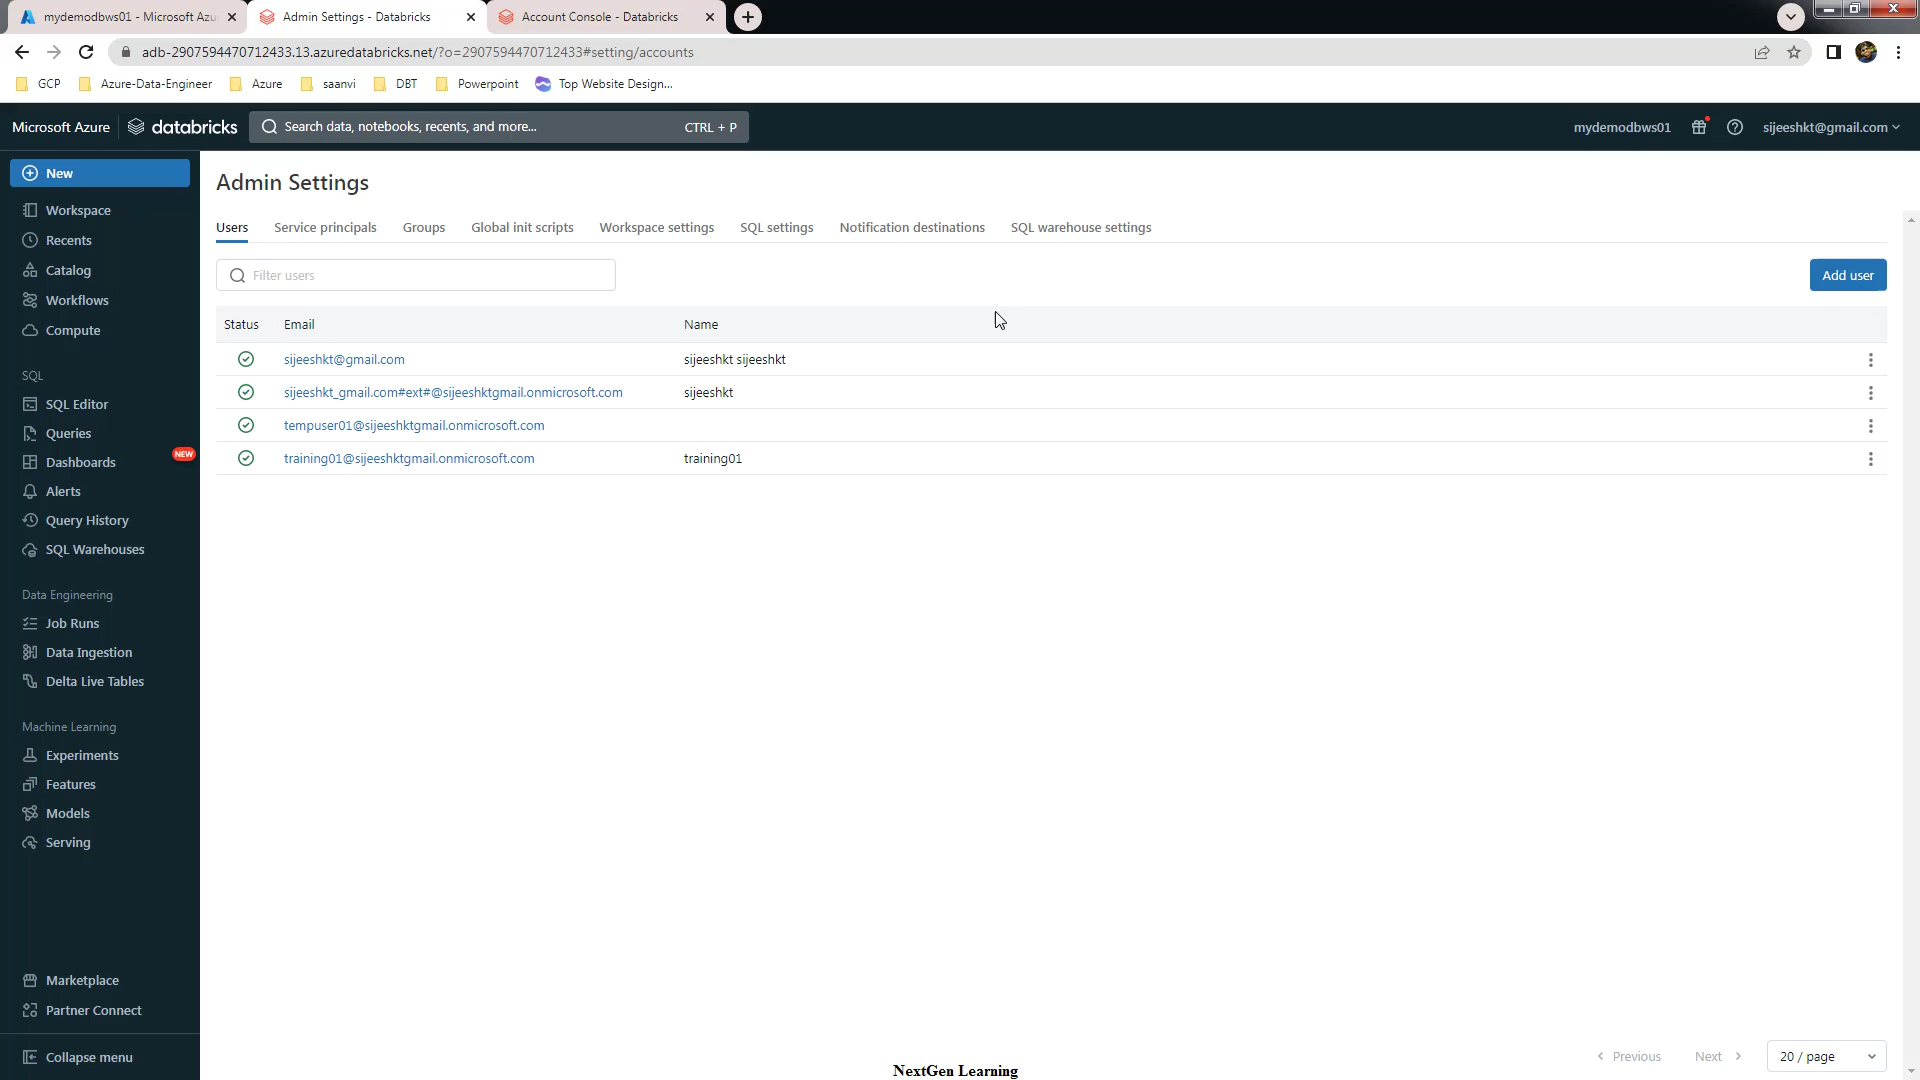 mydemodbws01 - Microsoft Azu
Admin Settings - Databricks
Account Console - Databricks
adb-2907594470712433.13.azuredatabricks.net/?o=2907594470712433#setting/accounts
GCP
Azure-Data-Engineer
Azure
saanvi
DBT
Powerpoint
Top Website Design...
Microsoft Azure
databricks
Search data, notebooks, recents, and more...
CTRL + P
mydemodbws01
sijeeshkt@gmail.com
New
Workspace
Recents
Catalog
Workflows
Compute
SQL
SQL Editor
Queries
Dashboards
NEW
Alerts
Query History
SQL Warehouses
Data Engineering
Job Runs
Data Ingestion
Delta Live Tables
Machine Learning
Experiments
Features
Models
Serving
Marketplace
Partner Connect
Collapse menu
Admin Settings
Users
Service principals
Groups
Global init scripts
Workspace settings
SQL settings
Notification destinations
SQL warehouse settings
Filter users
Add user
Status Email Name
sijeeshkt@gmail.com sijeeshkt sijeeshkt
sijeeshkt_gmail.com#ext#@sijeeshktgmail.onmicrosoft.com sijeeshkt
tempuser01@sijeeshktgmail.onmicrosoft.com
training01@sijeeshktgmail.onmicrosoft.com training01
Previous
Next
20 / page
NextGen Learning